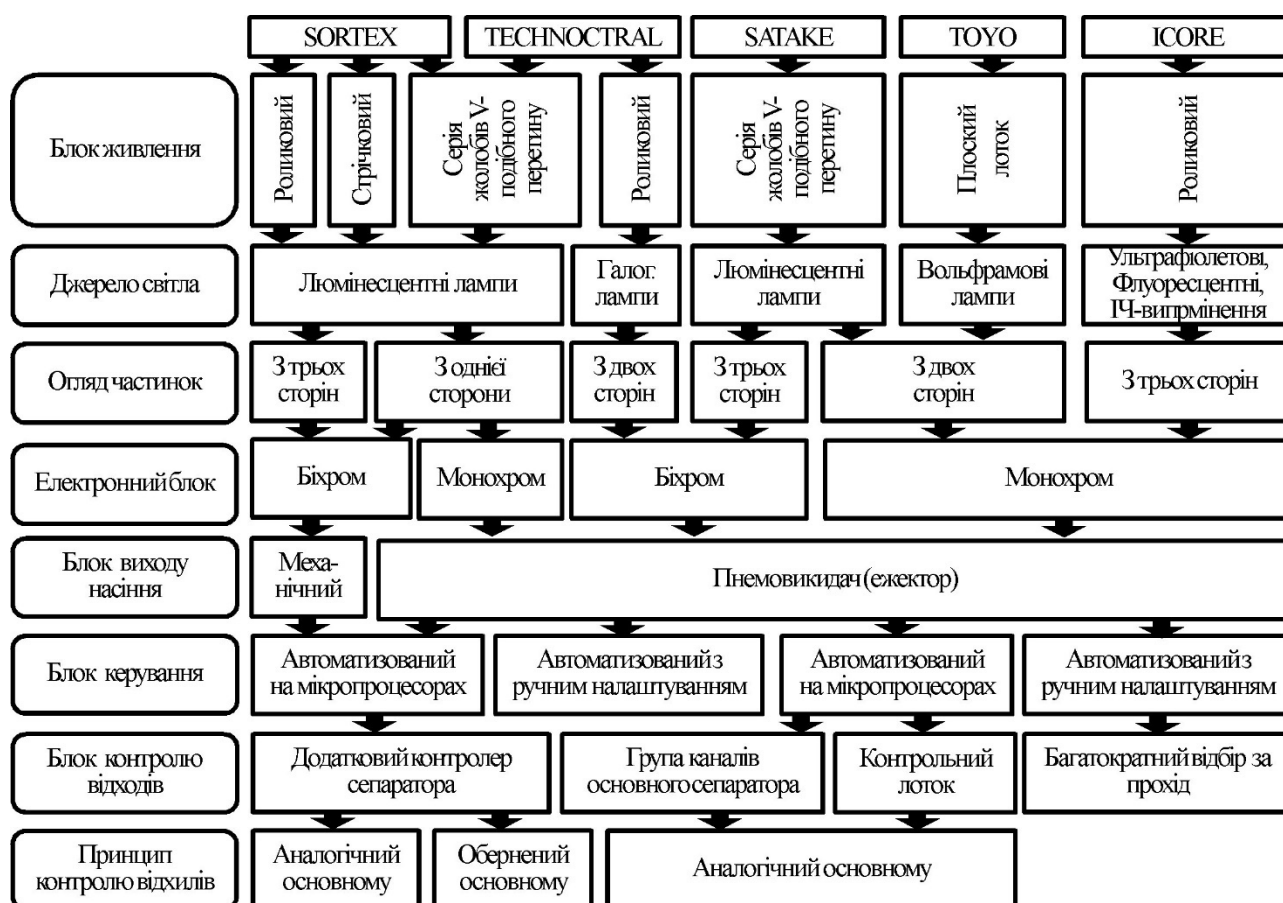 SORTEX
TECHNOCTRAL
SATAKE
TOYO
ICORE
Блок живлення
Роликовий
Стрічковий
Серія
жолобів V-
подібного
перетину
Роликовий
Серія
жолобів V-
подібного
перетину
Плоский
лоток
Роликовий
Джерело світла
Люмінесцентні лампи
Галог.
лампи
Люмінесцентні
лампи
Вольфрамові
лампи
Ультрафіолетові,
Флуоресцентні,
ІЧ-випрмінення
Огляд частинок
З трьох
сторін
З однієї
сторони
З двох
сторін
З трьох
сторін
З двох
сторін
З трьох сторін
Електронний блок
Біхром
Монохром
Біхром
Монохром
Блок виходу
насіння
Меха-
нічний
Пнемовикидач (ежектор)
Блок керування
Автоматизований
на мікропроцесорах
Автоматизований з
ручним налаштуванням
Автоматизований
на мікропроцесорах
Автоматизований з
ручним налаштуванням
Блок контролю
відходів
Додатковий контролер
сепаратора
Група каналів
основного сепаратора
Контрольний
лоток
Багатократний відбір за
прохід
Принцип
контролю відхилів
Аналогічний
основному
Обернений
основному
Аналогічний основному